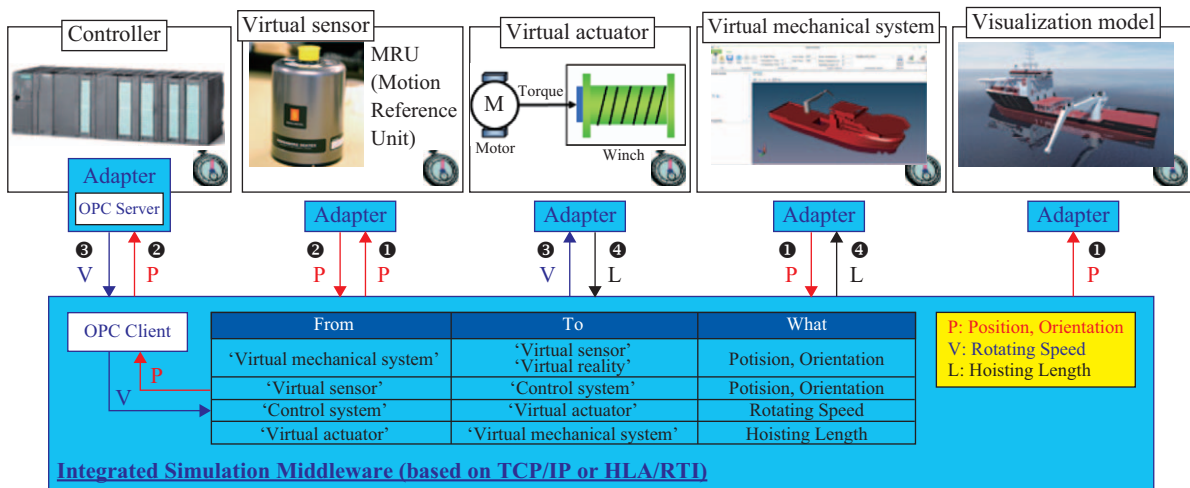 Controller
Virtual sensor
Virtual actuator
Virtual mechanical system
Visualization model
MRU
(Motion
Reference
Unit)
M
Torque
Motor
Winch
Adapter
OPC Server
Adapter
Adapter
Adapter
Adapter
❸ ❷
V P
❷ ❶
P P
❸ ❹
V L
❶ ❹
P L
❶
P
OPC Client
P
V
From To What
‘Virtual mechanical system’ ‘Virtual sensor’ ‘Virtual reality’ Potision, Orientation
‘Virtual sensor’ ‘Control system’ Potision, Orientation
‘Control system’ ‘Virtual actuator’ Rotating Speed
‘Virtual actuator’ ‘Virtual mechanical system’ Hoisting Length
P: Position, Orientation
V: Rotating Speed
L: Hoisting Length
Integrated Simulation Middleware (based on TCP/IP or HLA/RTI)